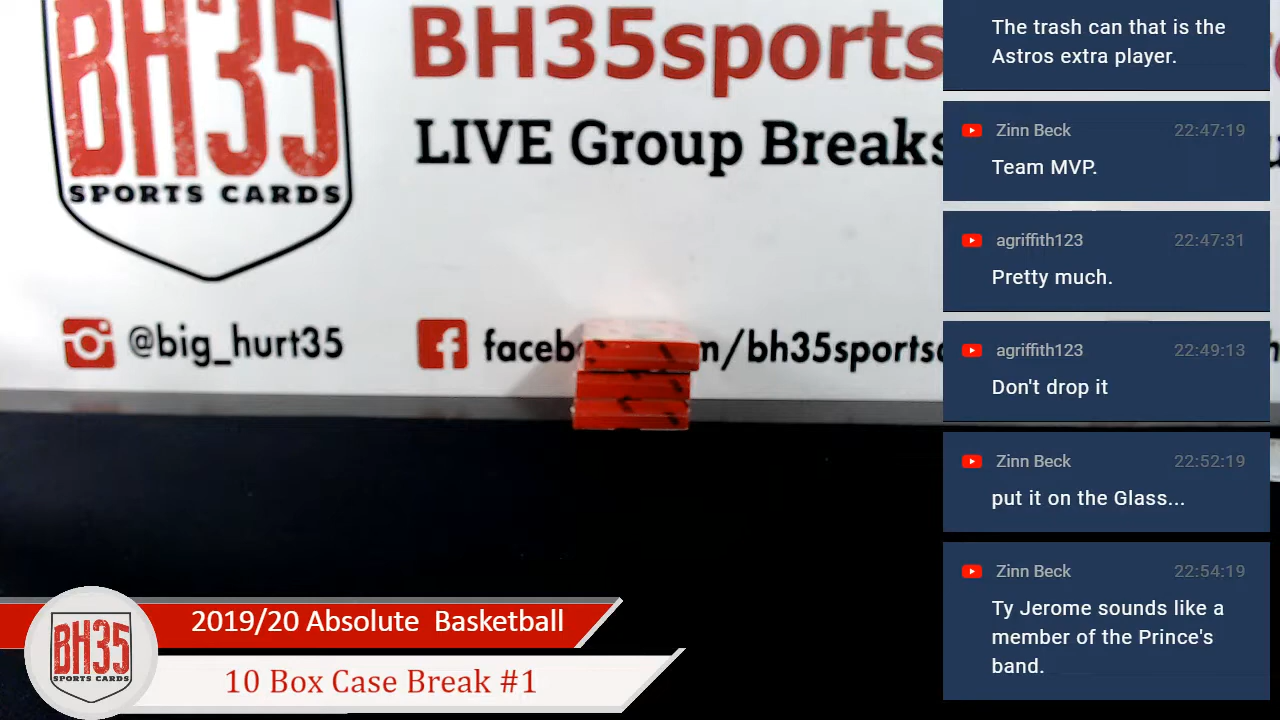 BH35
SPORTS CARDS
BH35sports
LIVE Group Breaks
@big_hurt35
m/bh35sports
The trash can that is the
Astros extra player.
Zinn Beck 22:47:19
Team MVP.
agriffith123 22:47:31
Pretty much.
agriffith123 22:49:13
Don't drop it
Zinn Beck 22:52:19
put it on the Glass...
Zinn Beck 22:54:19
Ty Jerome sounds like a
member of the Prince's
band.
BH35
SPORTS CARDS
2019/20 Absolute Basketball
10 Box Case Break #1